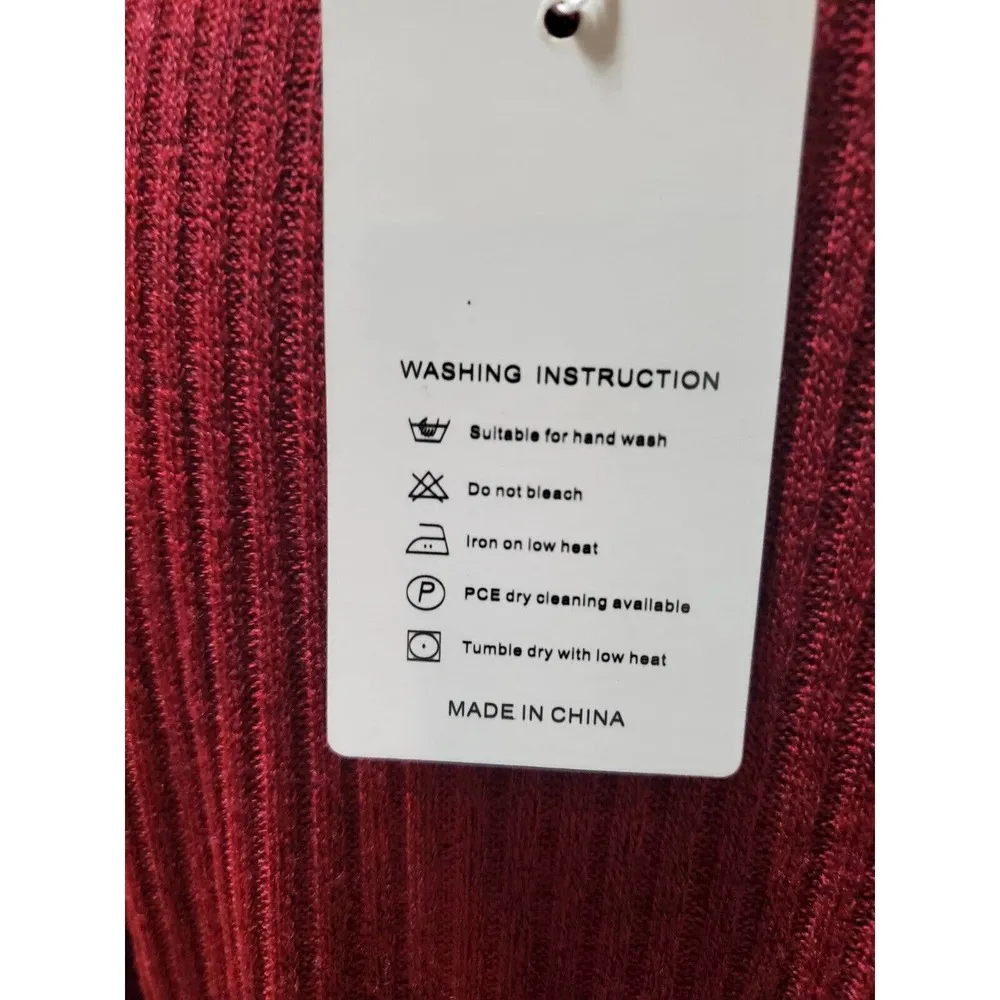 WASHING INSTRUCTION
Suitable for hand wash
Do not bleach
Iron on low heat
P PCE dry cleaning available
Tumble dry with low heat
MADE IN CHINA